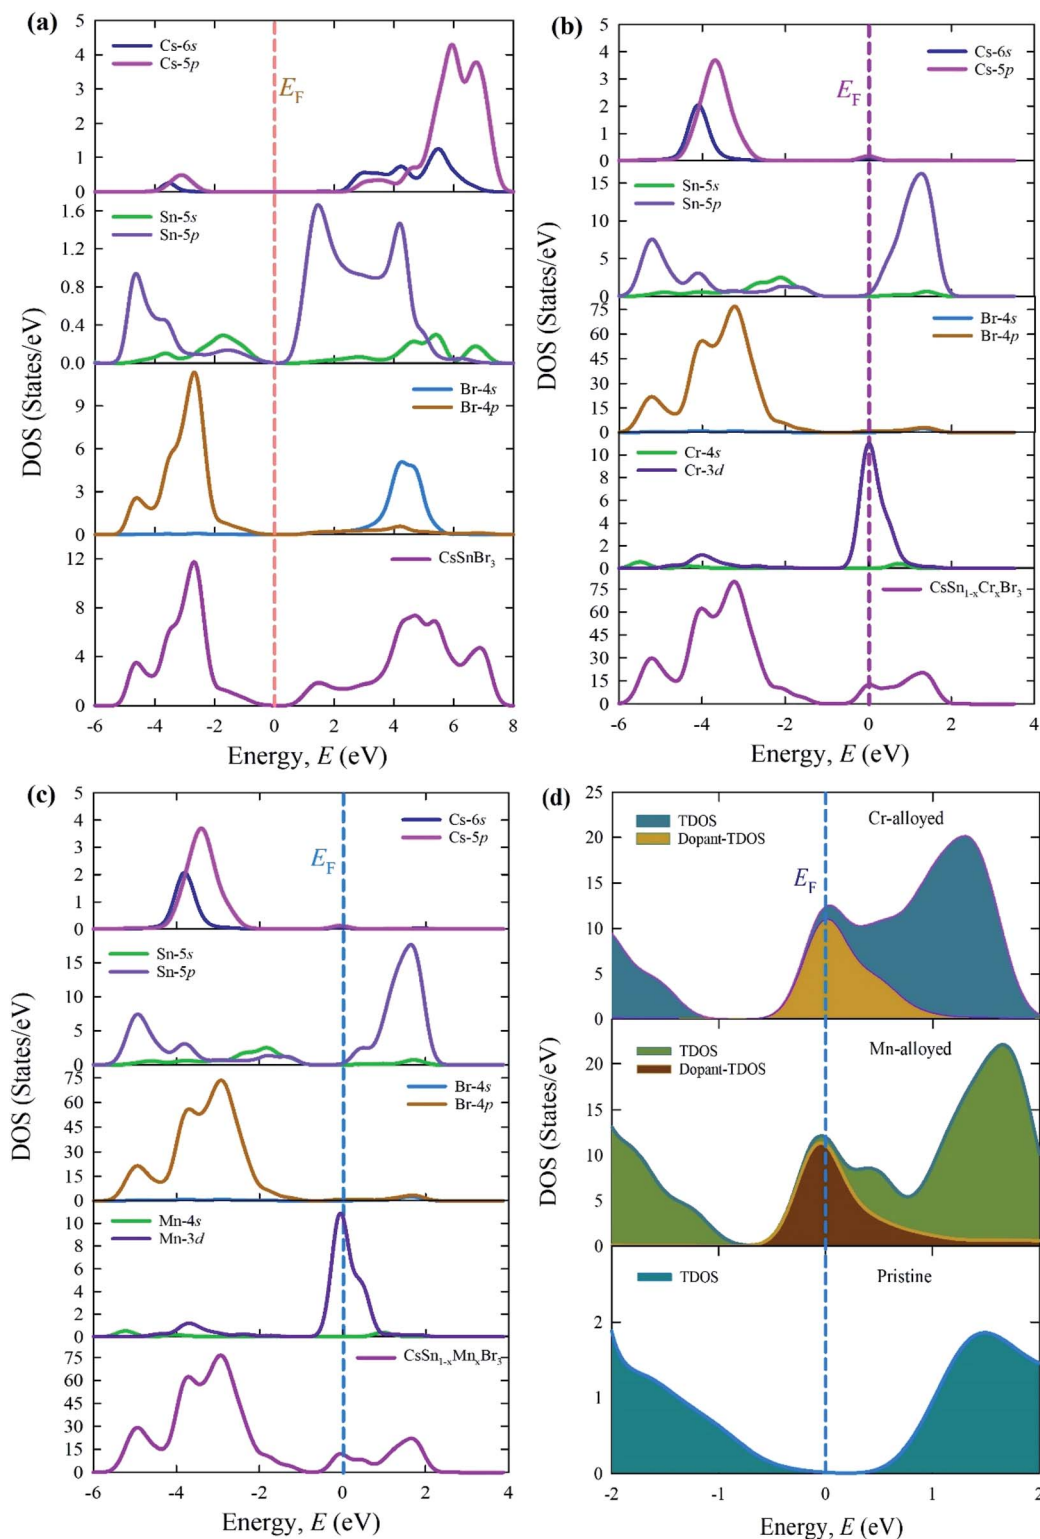 (a)
5
4
3
2
1
0
Cs-6s
Cs-5p
E_F
1.6
1.2
0.8
0.4
0.0
Sn-5s
Sn-5p
9
6
3
0
Br-4s
Br-4p
12
8
4
0
CsSnBr₃
DOS (States/eV)
-6 -4 -2 0 2 4 6 8
Energy, E (eV)
(b)
5
4
3
2
1
0
Cs-6s
Cs-5p
E_F
15
10
5
0
Sn-5s
Sn-5p
75
60
45
30
15
0
Br-4s
Br-4p
10
8
6
4
2
0
Cr-4s
Cr-3d
75
60
45
30
15
0
CsSn₁₋ₓCrₓBr₃
DOS (States/eV)
-6 -4 -2 0 2 4
Energy, E (eV)
(c)
5
4
3
2
1
0
Cs-6s
Cs-5p
E_F
15
10
5
0
Sn-5s
Sn-5p
75
60
45
30
15
0
Br-4s
Br-4p
10
8
6
4
2
0
Mn-4s
Mn-3d
75
60
45
30
15
0
CsSn₁₋ₓMnₓBr₃
DOS (States/eV)
-6 -4 -2 0 2 4
Energy, E (eV)
(d)
25
20
15
10
5
0
TDOS
Dopant-TDOS
Cr-alloyed
E_F
20
15
10
5
0
TDOS
Dopant-TDOS
Mn-alloyed
2
1
0
TDOS
Pristine
DOS (States/eV)
-2 -1 0 1 2
Energy, E (eV)